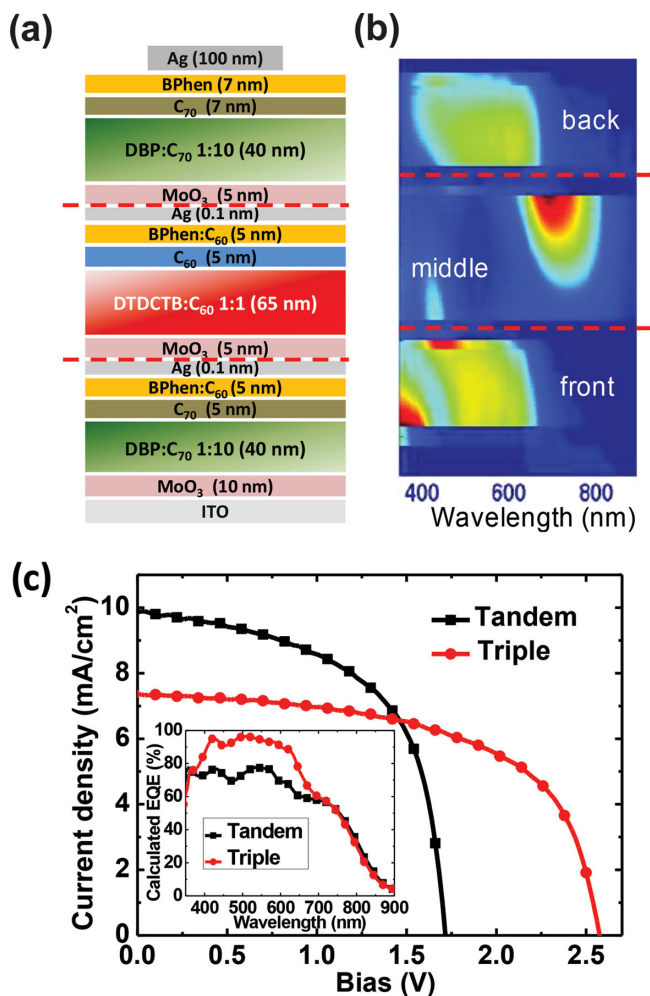 (a)
Ag (100 nm)
BPhen (7 nm)
C₇₀ (7 nm)
DBP:C₇₀ 1:10 (40 nm)
MoO₃ (5 nm)
Ag (0.1 nm)
BPhen:C₆₀ (5 nm)
C₆₀ (5 nm)
DTDCTB:C₆₀ 1:1 (65 nm)
MoO₃ (5 nm)
Ag (0.1 nm)
BPhen:C₆₀ (5 nm)
C₇₀ (5 nm)
DBP:C₇₀ 1:10 (40 nm)
MoO₃ (10 nm)
ITO
(b)
back
middle
front
400 600 800
Wavelength (nm)
(c)
Current density (mA/cm²)
10
8
6
4
2
0
Tandem
Triple
Calculated EQE (%)
100
80
60
40
20
0
Tandem
Triple
400 500 600 700 800 900
Wavelength (nm)
0.0 0.5 1.0 1.5 2.0 2.5
Bias (V)